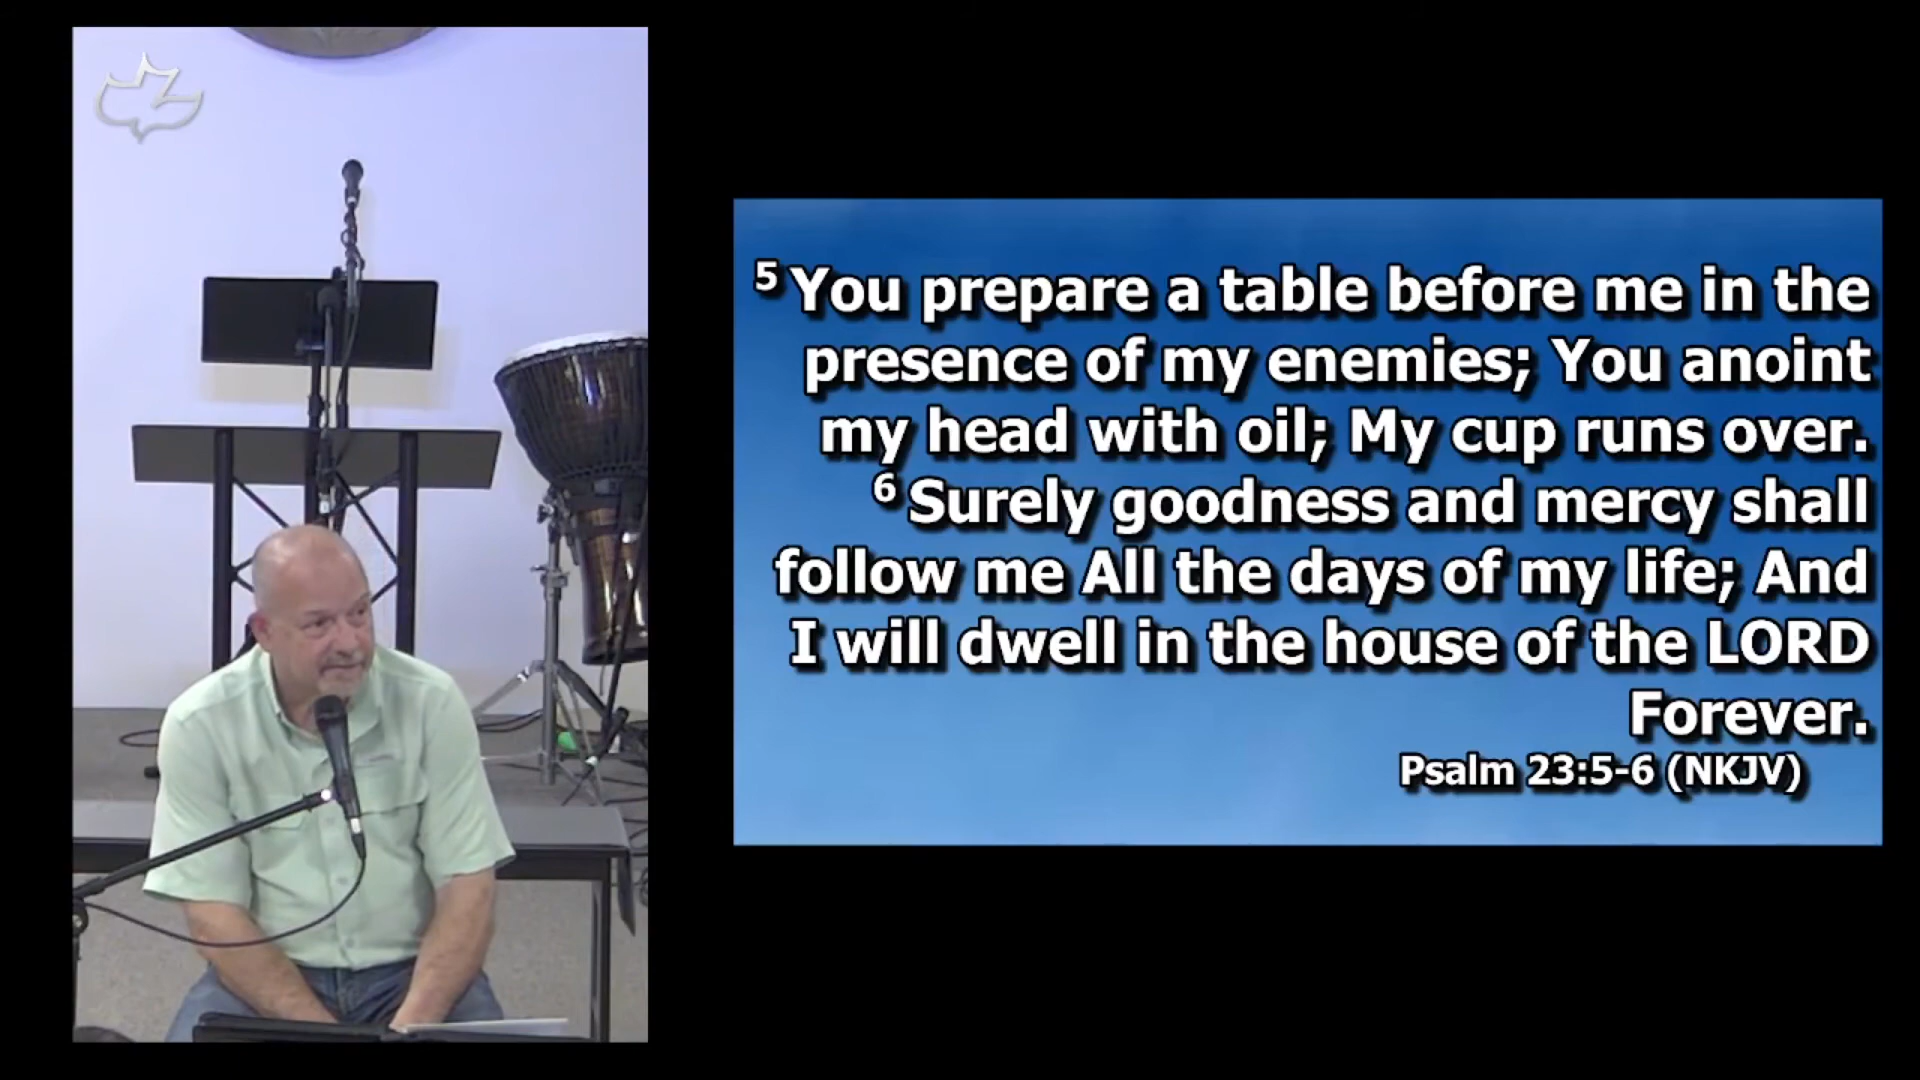 5 You prepare a table before me in the
presence of my enemies; You anoint
my head with oil; My cup runs over.
6 Surely goodness and mercy shall
follow me All the days of my life; And
I will dwell in the house of the LORD
Forever.
Psalm 23:5-6 (NKJV)